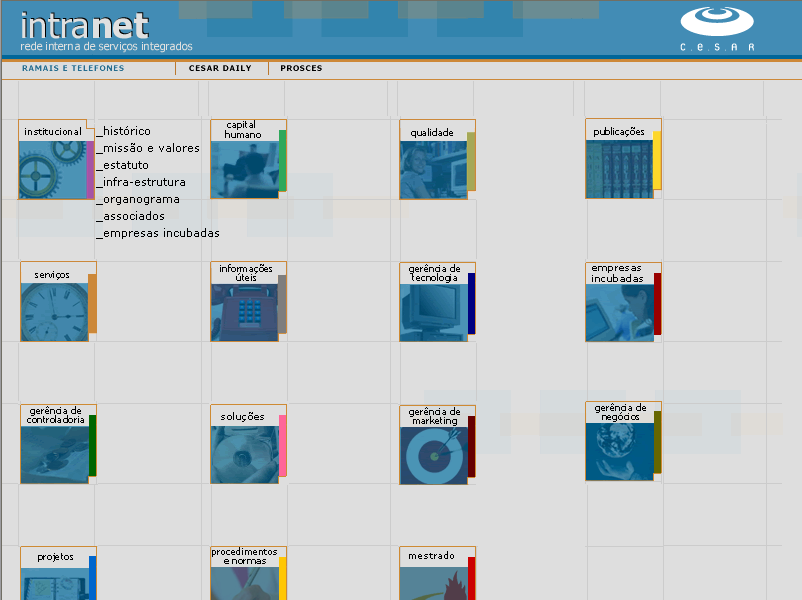 intranet
rede interna de serviços integrados
C.e.S.A.R
RAMAIS E TELEFONES
CESAR DAILY
PROSCES
institucional
_histórico
_missão e valores
_estatuto
_infra-estrutura
_organograma
_associados
_empresas incubadas
capital
humano
qualidade
publicações
serviços
informações
úteis
gerência de
tecnologia
empresas
incubadas
gerência de
controladoria
soluções
gerência de
marketing
gerência de
negócios
projetos
procedimentos
e normas
mestrado